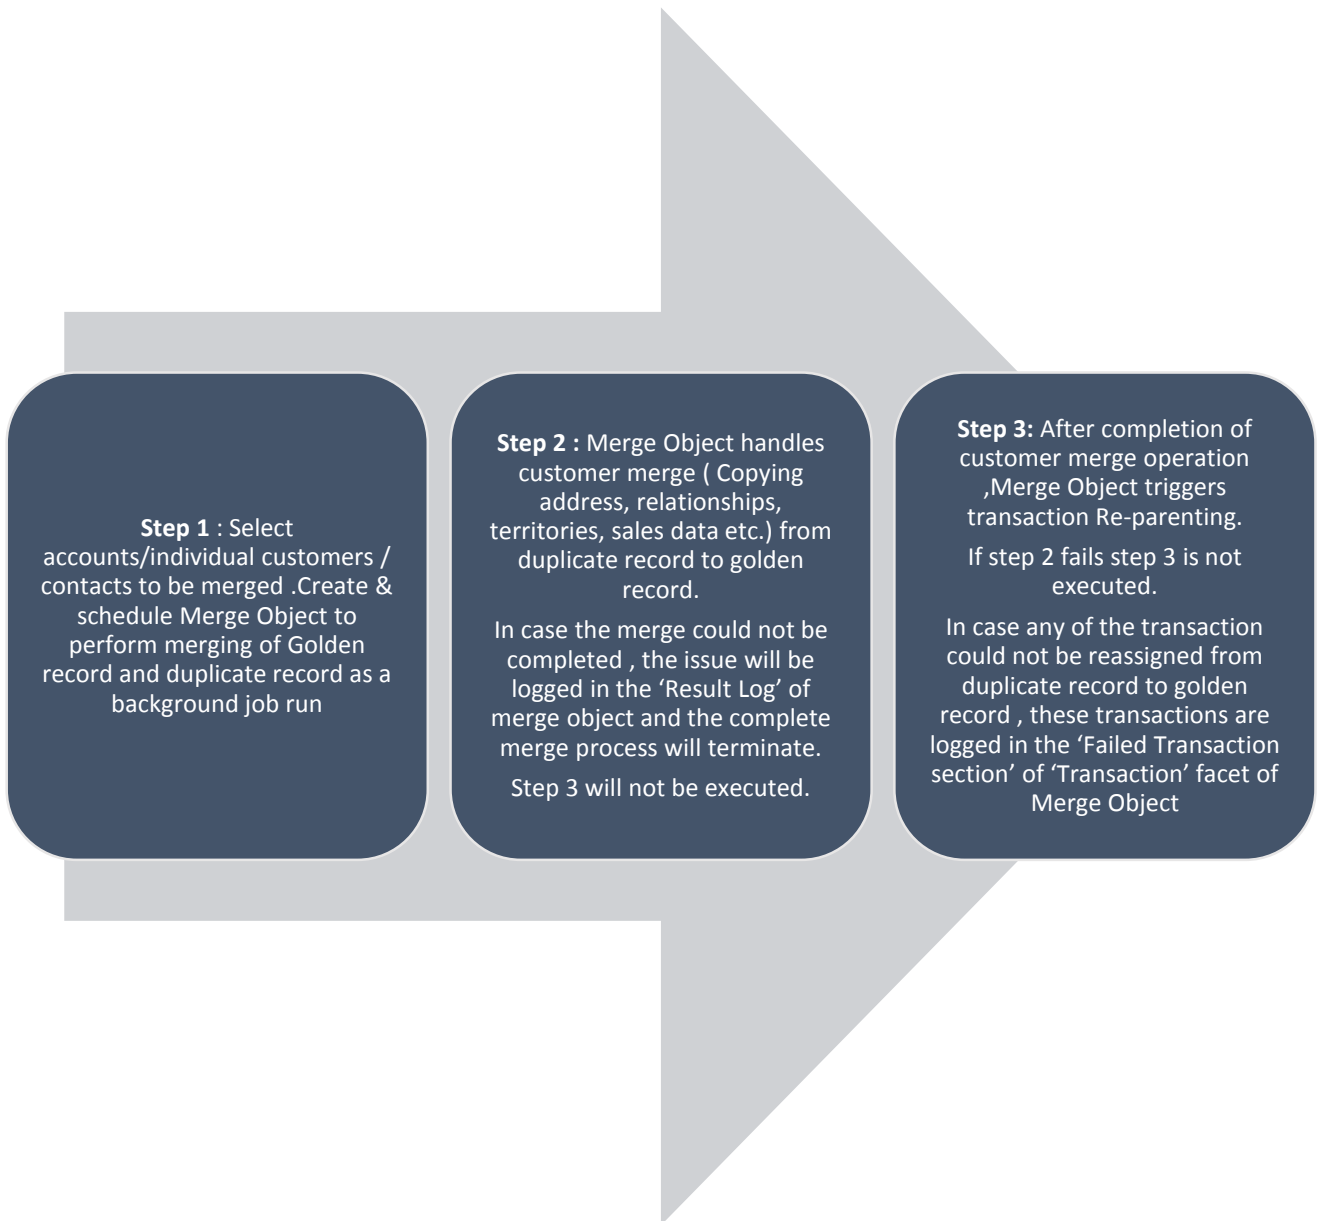 Step 1 : Select
accounts/individual customers /
contacts to be merged .Create &
schedule Merge Object to
perform merging of Golden
record and duplicate record as a
background job run
Step 2 : Merge Object handles
customer merge ( Copying
address, relationships,
territories, sales data etc.) from
duplicate record to golden
record.
In case the merge could not be
completed , the issue will be
logged in the ‘Result Log’ of
merge object and the complete
merge process will terminate.
Step 3 will not be executed.
Step 3: After completion of
customer merge operation
,Merge Object triggers
transaction Re-parenting.
If step 2 fails step 3 is not
executed.
In case any of the transaction
could not be reassigned from
duplicate record to golden
record , these transactions are
logged in the ‘Failed Transaction
section’ of ‘Transaction’ facet of
Merge Object